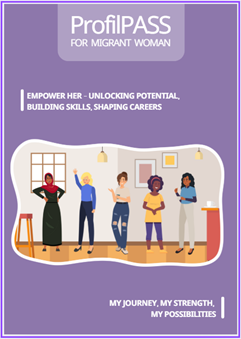 ProfilPASS
FOR MIGRANT WOMAN
EMPOWER HER - UNLOCKING POTENTIAL,
BUILDING SKILLS, SHAPING CAREERS
MY JOURNEY, MY STRENGTH,
MY POSSIBILITIES